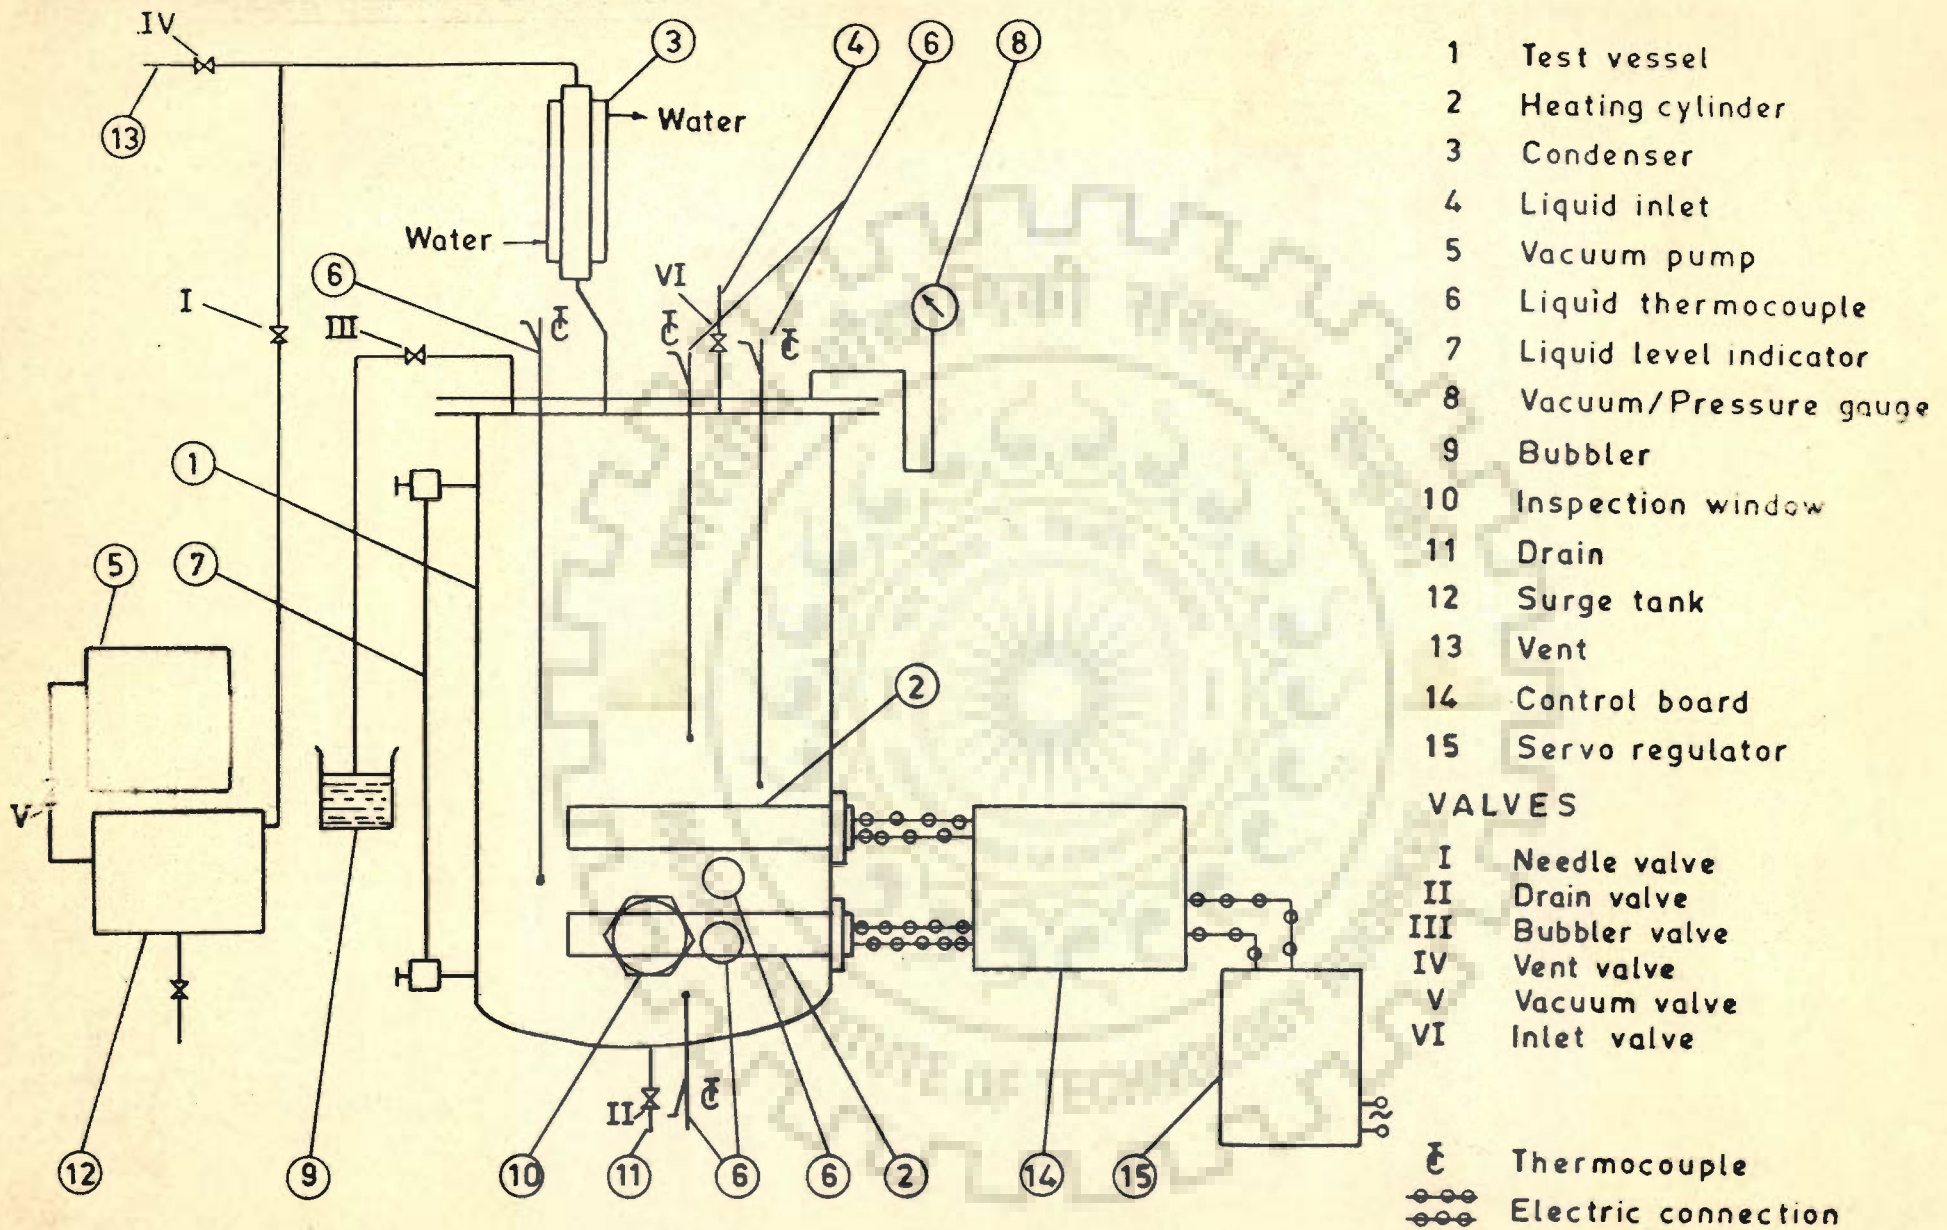 IV
3
4
6
8
13
Water
Water
6
VI
I
III
1
5
7
2
V
12
9
10
II
11
6
6
2
14
15
1 Test vessel
2 Heating cylinder
3 Condenser
4 Liquid inlet
5 Vacuum pump
6 Liquid thermocouple
7 Liquid level indicator
8 Vacuum/Pressure gauge
9 Bubbler
10 Inspection window
11 Drain
12 Surge tank
13 Vent
14 Control board
15 Servo regulator
VALVES
I Needle valve
II Drain valve
III Bubbler valve
IV Vent valve
V Vacuum valve
VI Inlet valve
Thermocouple
Electric connection